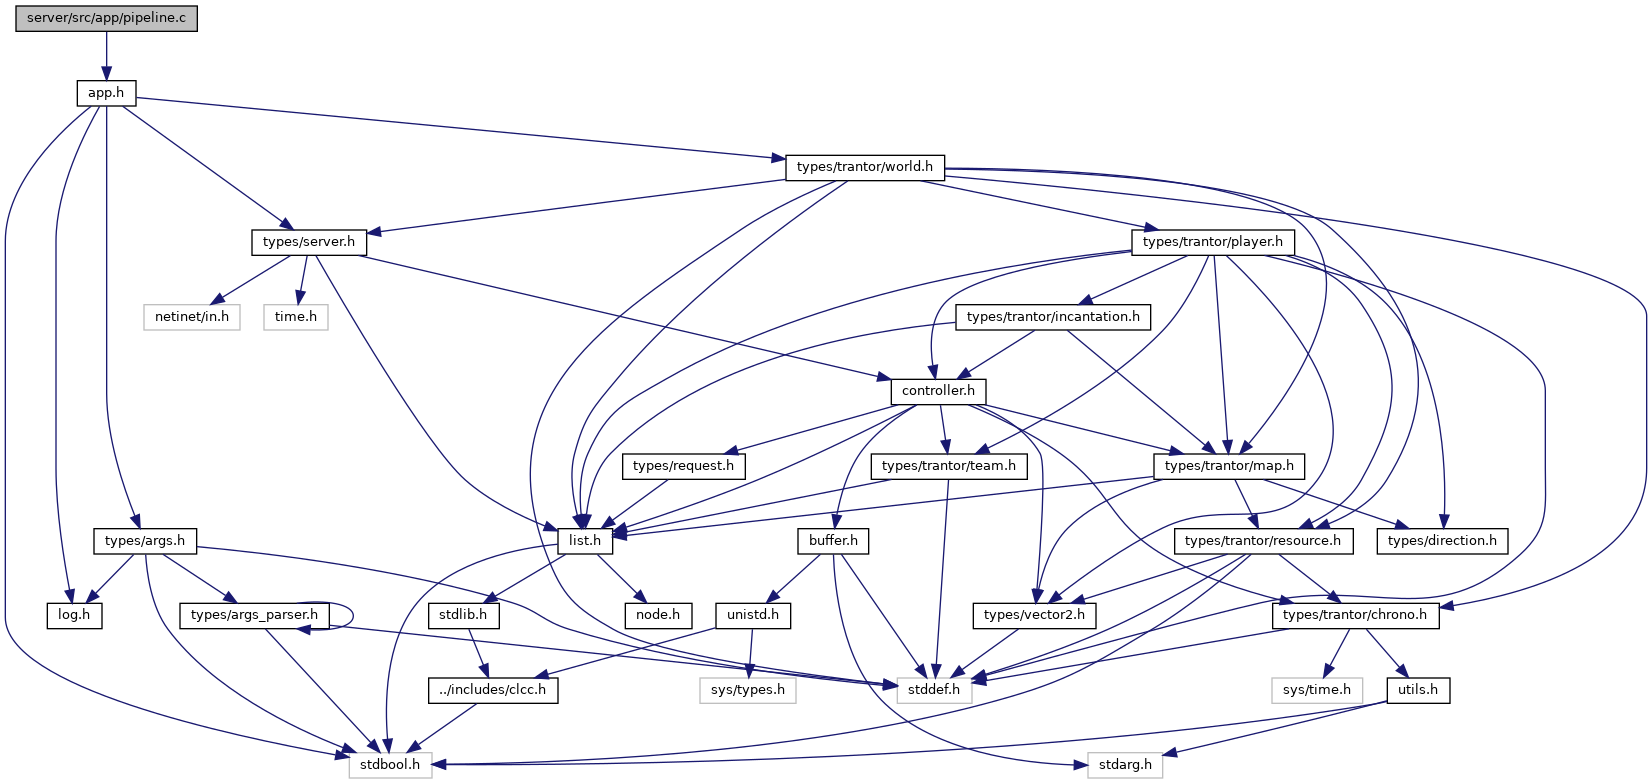 server/src/app/pipeline.c
app.h
types/trantor/world.h
types/server.h
types/trantor/player.h
netinet/in.h
time.h
types/trantor/incantation.h
controller.h
types/request.h
types/trantor/team.h
types/trantor/map.h
types/args.h
list.h
buffer.h
types/trantor/resource.h
types/direction.h
log.h
types/args_parser.h
stdlib.h
node.h
unistd.h
types/vector2.h
types/trantor/chrono.h
../includes/clcc.h
sys/types.h
stddef.h
sys/time.h
utils.h
stdbool.h
stdarg.h